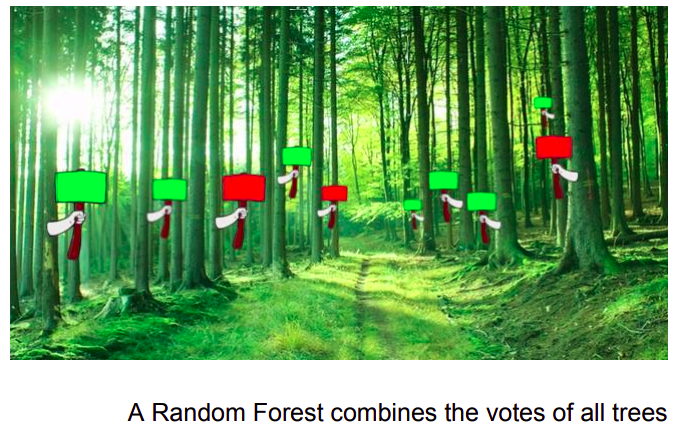 A Random Forest combines the votes of all trees